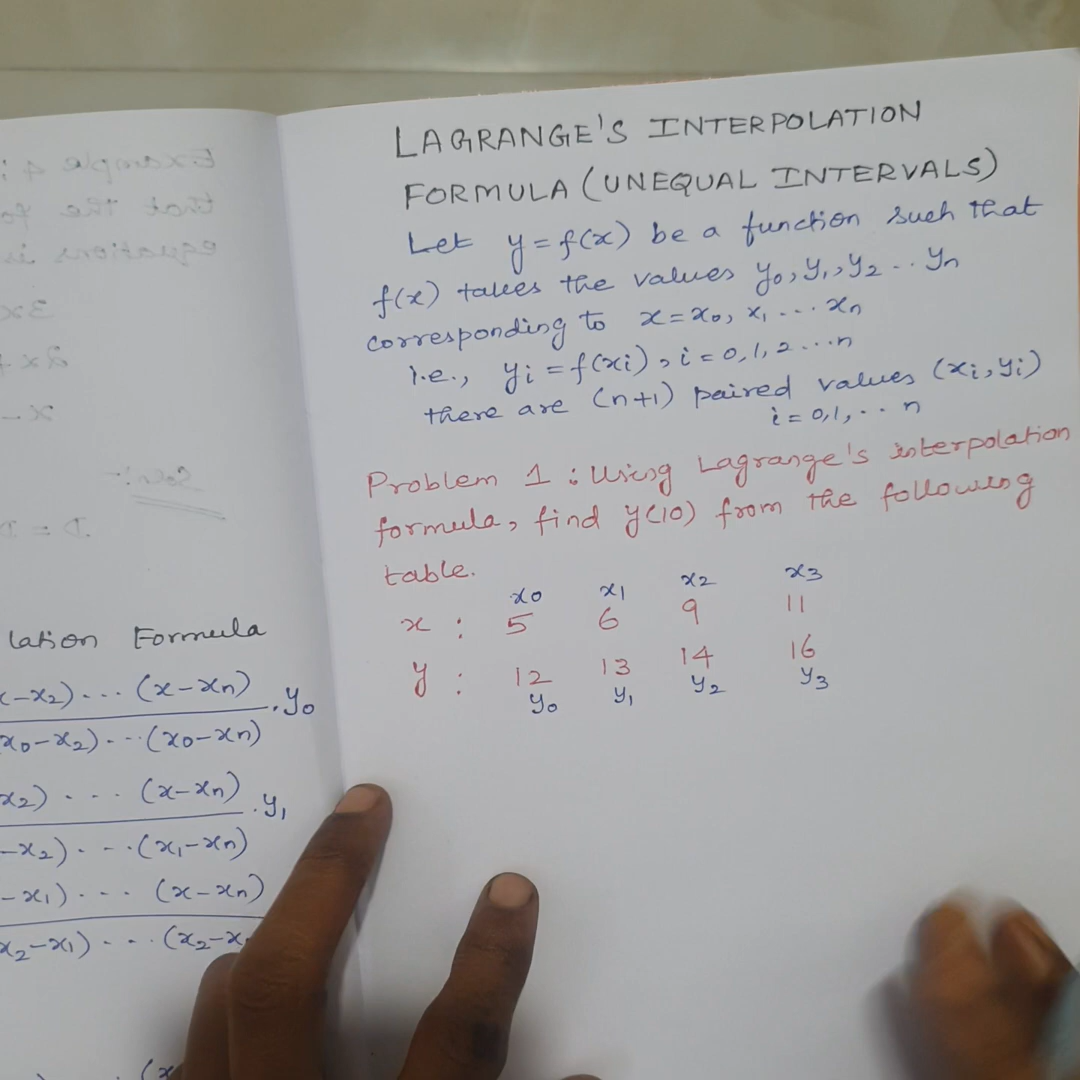 LAGRANGE'S INTERPOLATION
FORMULA (UNEQUAL INTERVALS)
Let y = f(x) be a function such that
f(x) takes the values y₀, y₁, y₂ .. yₙ
corresponding to x = x₀, x₁ ... xₙ
i.e., yᵢ = f(xᵢ), i = 0, 1, 2 ... n
there are (n+1) paired values (xᵢ, yᵢ)
i = 0, 1, .. n
Problem 1 : Using Lagrange's interpolation
formula, find y(10) from the following
table.
x₀ x₁ x₂ x₃
x : 5 6 9 11
y : 12 13 14 16
y₀ y₁ y₂ y₃
lation Formula
x-x₂) ... (x-xₙ)
.y₀
x₀-x₂) ... (x₀-xₙ)
x₂) ... (x-xₙ)
.y₁
-x₂) ... (x₁-xₙ)
-x₁) ... (x-xₙ)
x₂-x₁) ... (x₂-x
(x